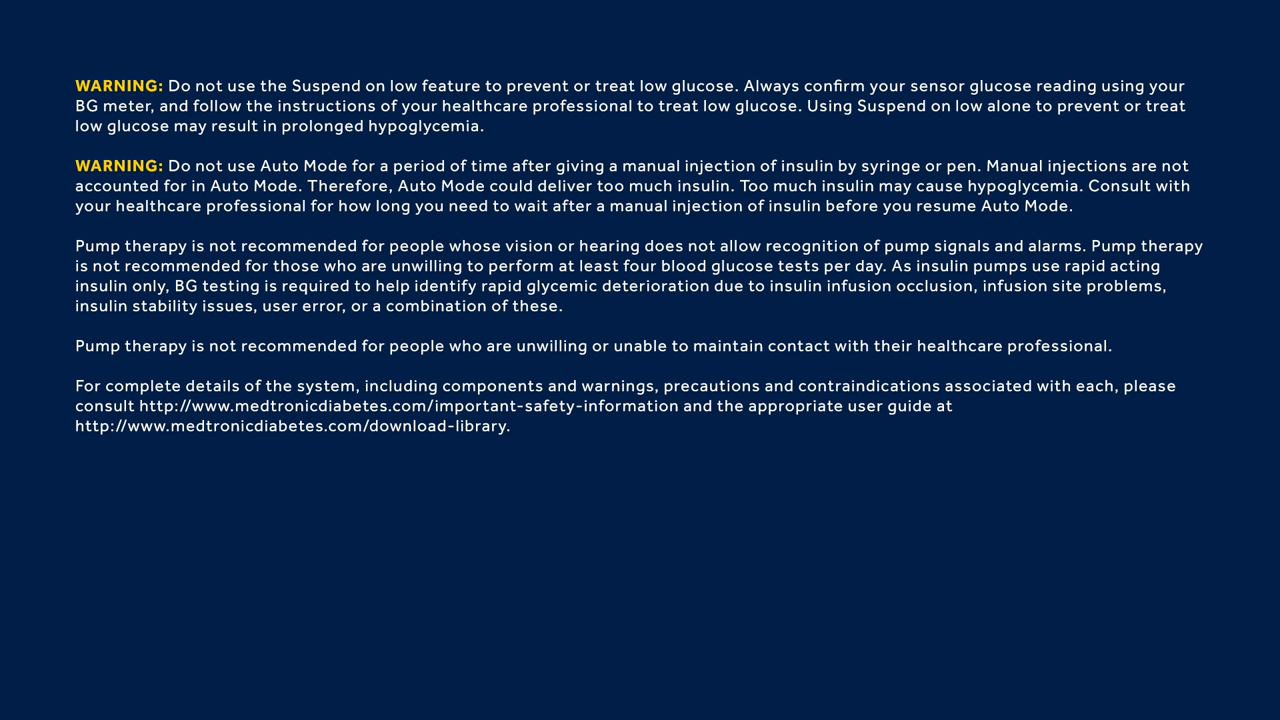 WARNING: Do not use the Suspend on low feature to prevent or treat low glucose. Always confirm your sensor glucose reading using your
BG meter, and follow the instructions of your healthcare professional to treat low glucose. Using Suspend on low alone to prevent or treat
low glucose may result in prolonged hypoglycemia.
WARNING: Do not use Auto Mode for a period of time after giving a manual injection of insulin by syringe or pen. Manual injections are not
accounted for in Auto Mode. Therefore, Auto Mode could deliver too much insulin. Too much insulin may cause hypoglycemia. Consult with
your healthcare professional for how long you need to wait after a manual injection of insulin before you resume Auto Mode.
Pump therapy is not recommended for people whose vision or hearing does not allow recognition of pump signals and alarms. Pump therapy
is not recommended for those who are unwilling to perform at least four blood glucose tests per day. As insulin pumps use rapid acting
insulin only, BG testing is required to help identify rapid glycemic deterioration due to insulin infusion occlusion, infusion site problems,
insulin stability issues, user error, or a combination of these.
Pump therapy is not recommended for people who are unwilling or unable to maintain contact with their healthcare professional.
For complete details of the system, including components and warnings, precautions and contraindications associated with each, please
consult http://www.medtronicdiabetes.com/important-safety-information and the appropriate user guide at
http://www.medtronicdiabetes.com/download-library.